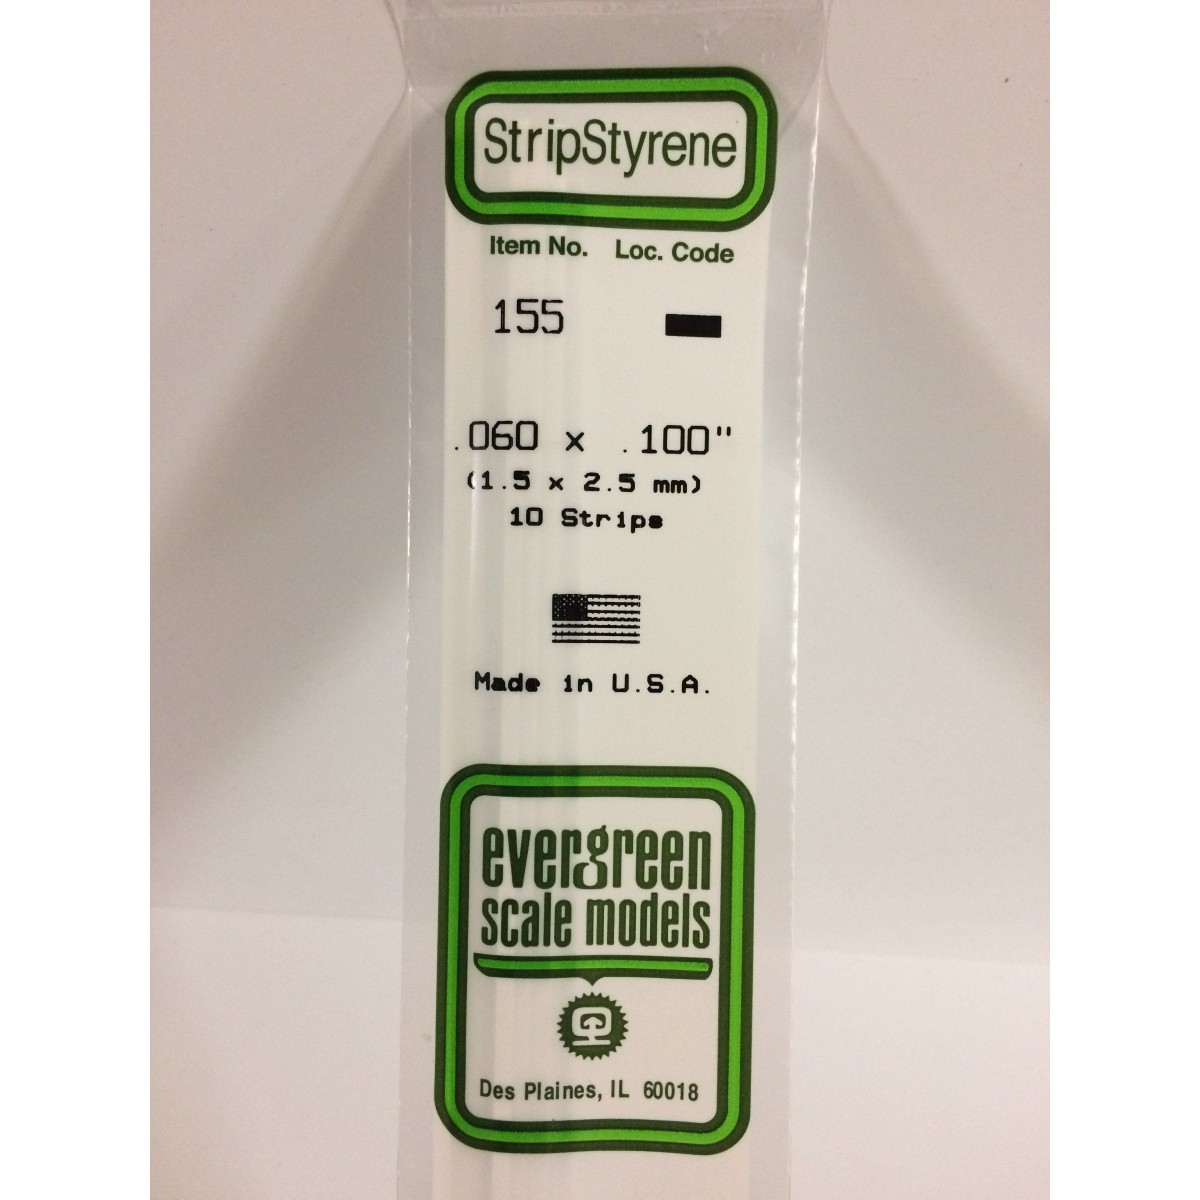 StripStyrene
Item No. Loc. Code
155
.060 x .100"
(1.5 x 2.5 mm)
10 Strips
Made in U.S.A.
evergreen
scale models
Des Plaines, IL 60018